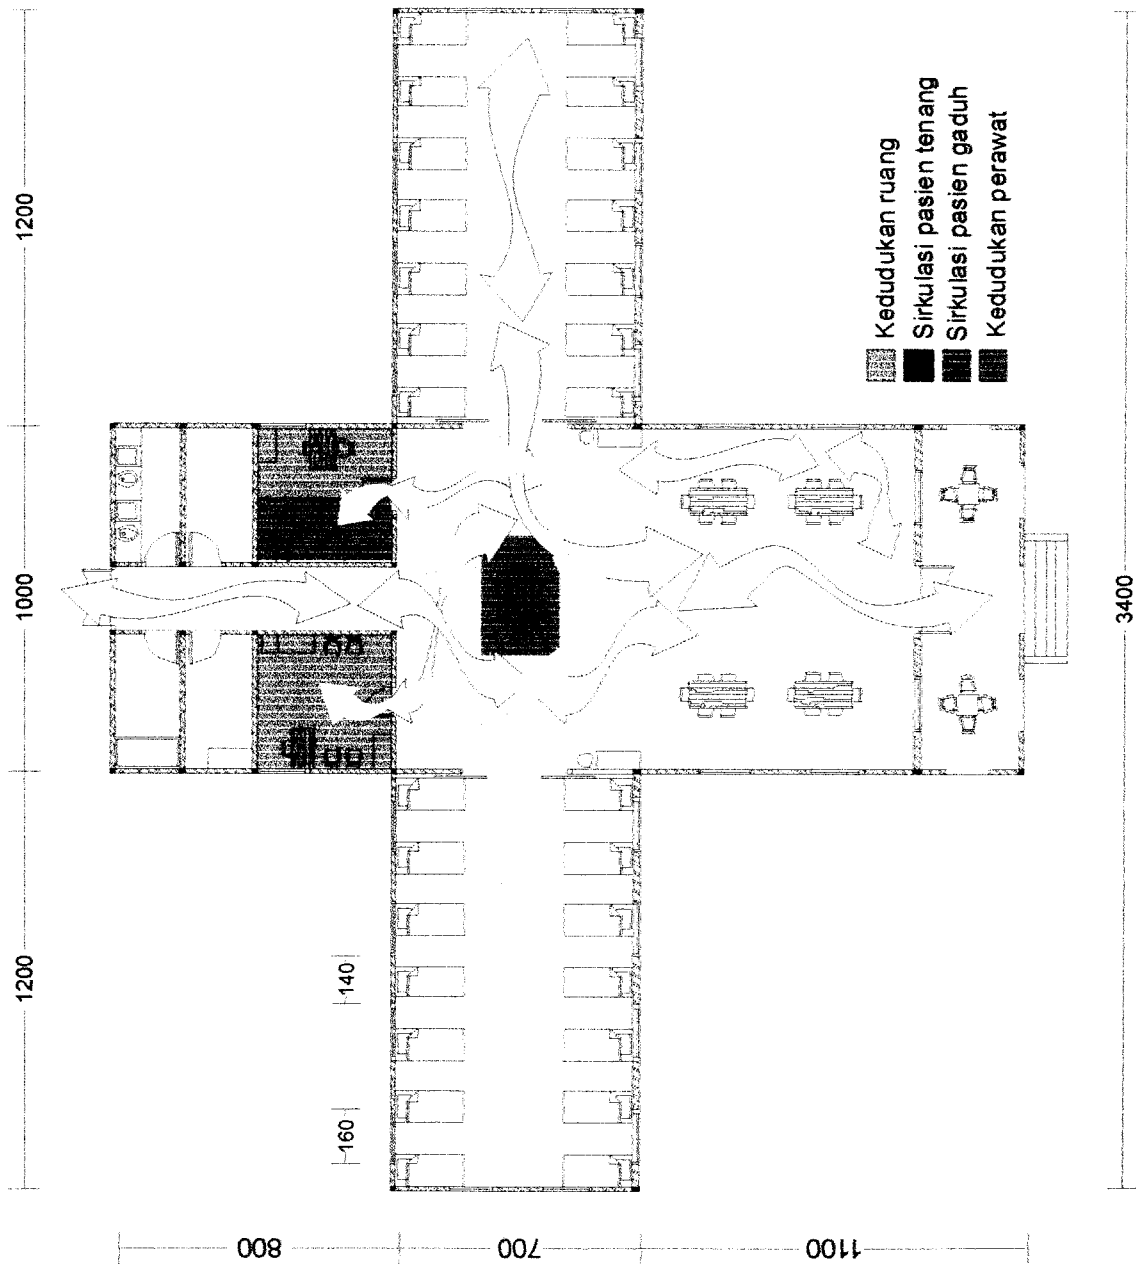 1200
1000
1200
3400
160
140
800
700
1100
Kedudukan ruang
Sirkulasi pasien tenang
Sirkulasi pasien gaduh
Kedudukan perawat